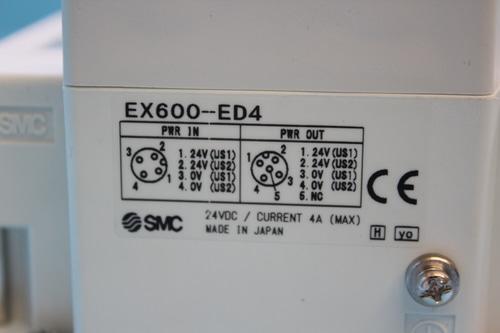 EX600-ED4
PWR IN
PWR OUT
3 2
4 1
1. 24V(US1)
2. 24V(US2)
3. 0V (US1)
4. 0V (US2)
1 2
4 5 3
1. 24V(US1)
2. 24V(US2)
3. 0V (US1)
4. 0V (US2)
5. NC
CE
SMC
24VDC / CURRENT 4A (MAX)
MADE IN JAPAN
H yo
SMC